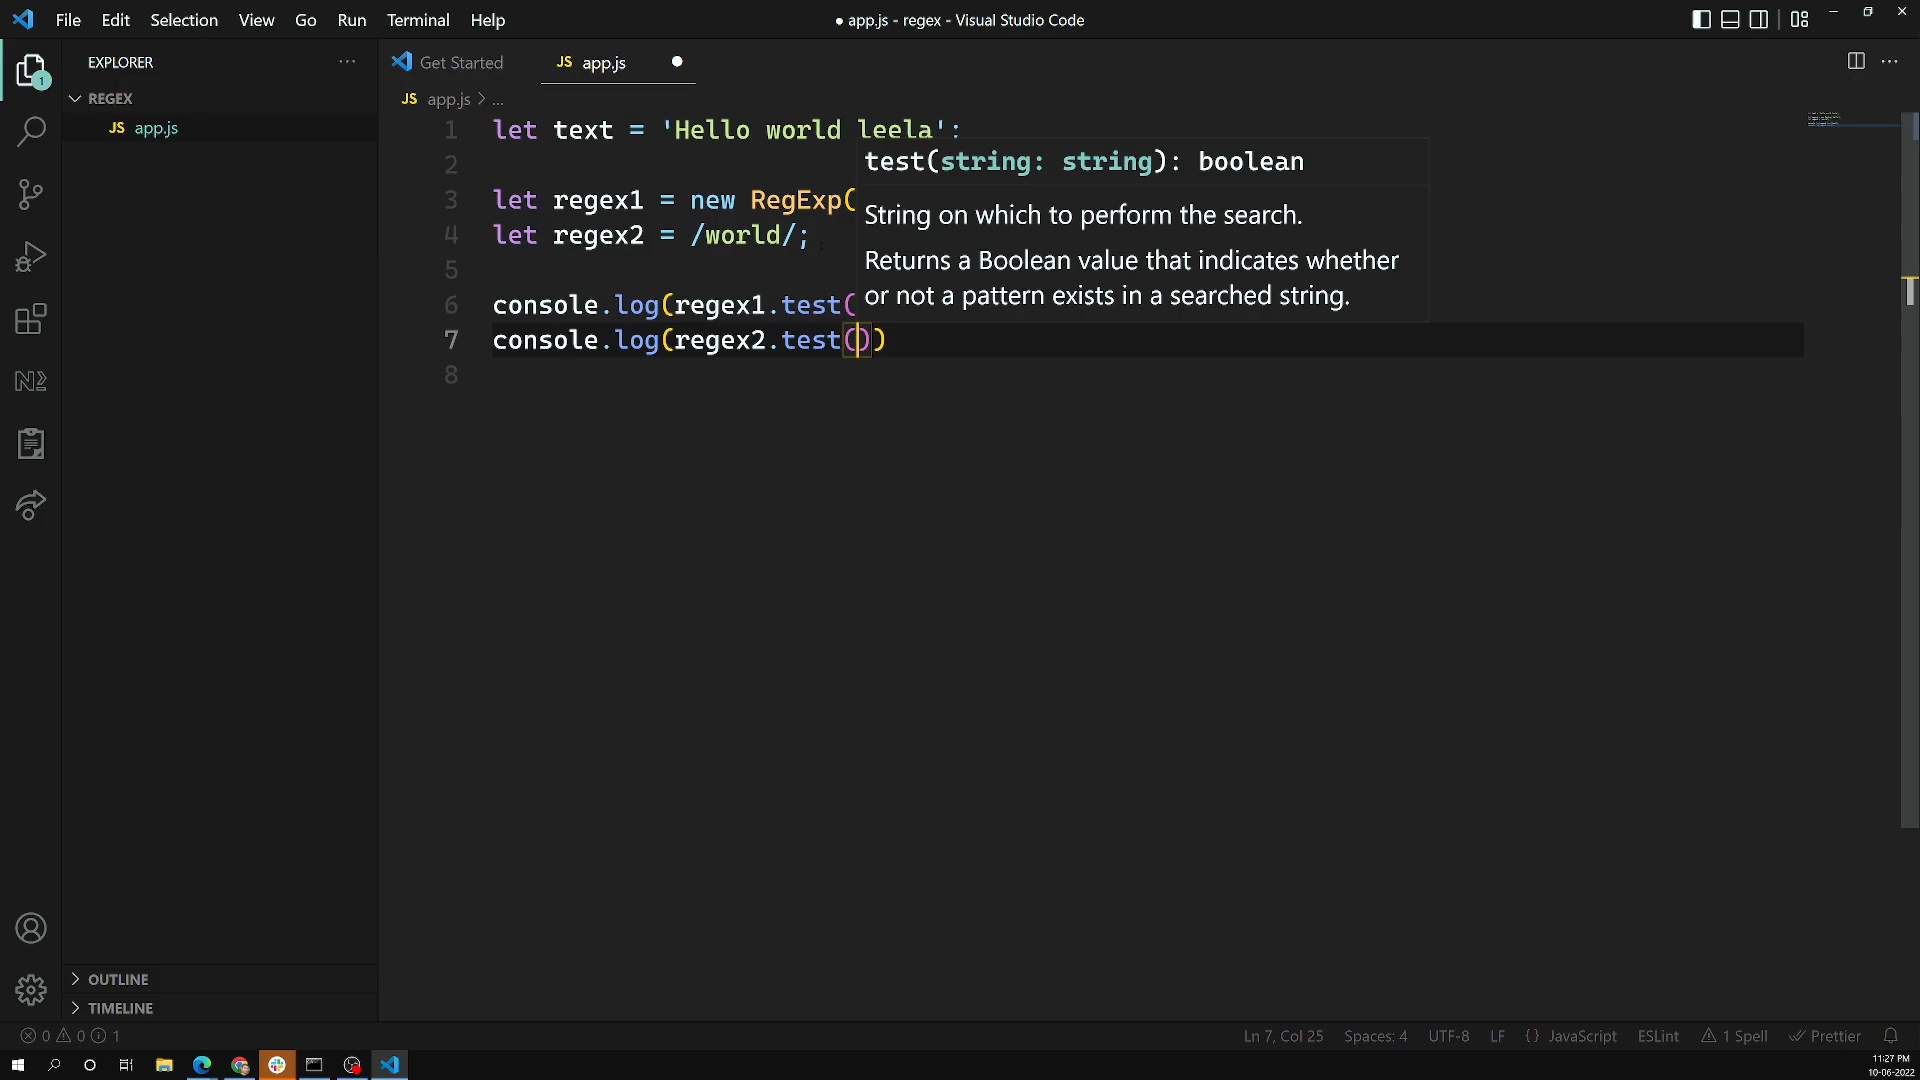 File Edit Selection View Go Run Terminal Help
● app.js - regex - Visual Studio Code
EXPLORER ...
REGEX
JS app.js
Get Started
JS app.js
JS app.js > ...
1 let text = 'Hello world leela';
2
3 let regex1 = new RegExp(
4 let regex2 = /world/;
5
6 console.log(regex1.test(
7 console.log(regex2.test())
8
test(string: string): boolean
String on which to perform the search.
Returns a Boolean value that indicates whether
or not a pattern exists in a searched string.
1
OUTLINE
TIMELINE
0 0 1
Ln 7, Col 25 Spaces: 4 UTF-8 LF {} JavaScript ESLint 1 Spell Prettier
11:27 PM
10-06-2022